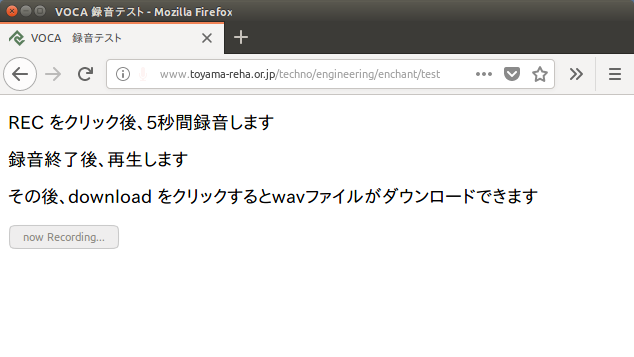 VOCA 録音テスト - Mozilla Firefox
VOCA　録音テスト
www.toyama-reha.or.jp/techno/engineering/enchant/test
REC をクリック後、5秒間録音します
録音終了後、再生します
その後、download をクリックするとwavファイルがダウンロードできます
now Recording...